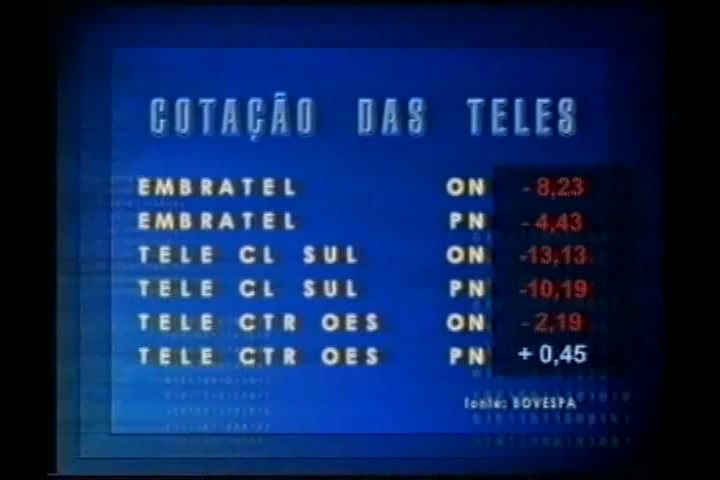 COTAÇÃO DAS TELES
EMBRATEL ON - 8,23
EMBRATEL PN - 4,43
TELE CL SUL ON -13,13
TELE CL SUL PN -10,19
TELE CTR OES ON - 2,19
TELE CTR OES PN + 0,45
fonte: BOVESPA